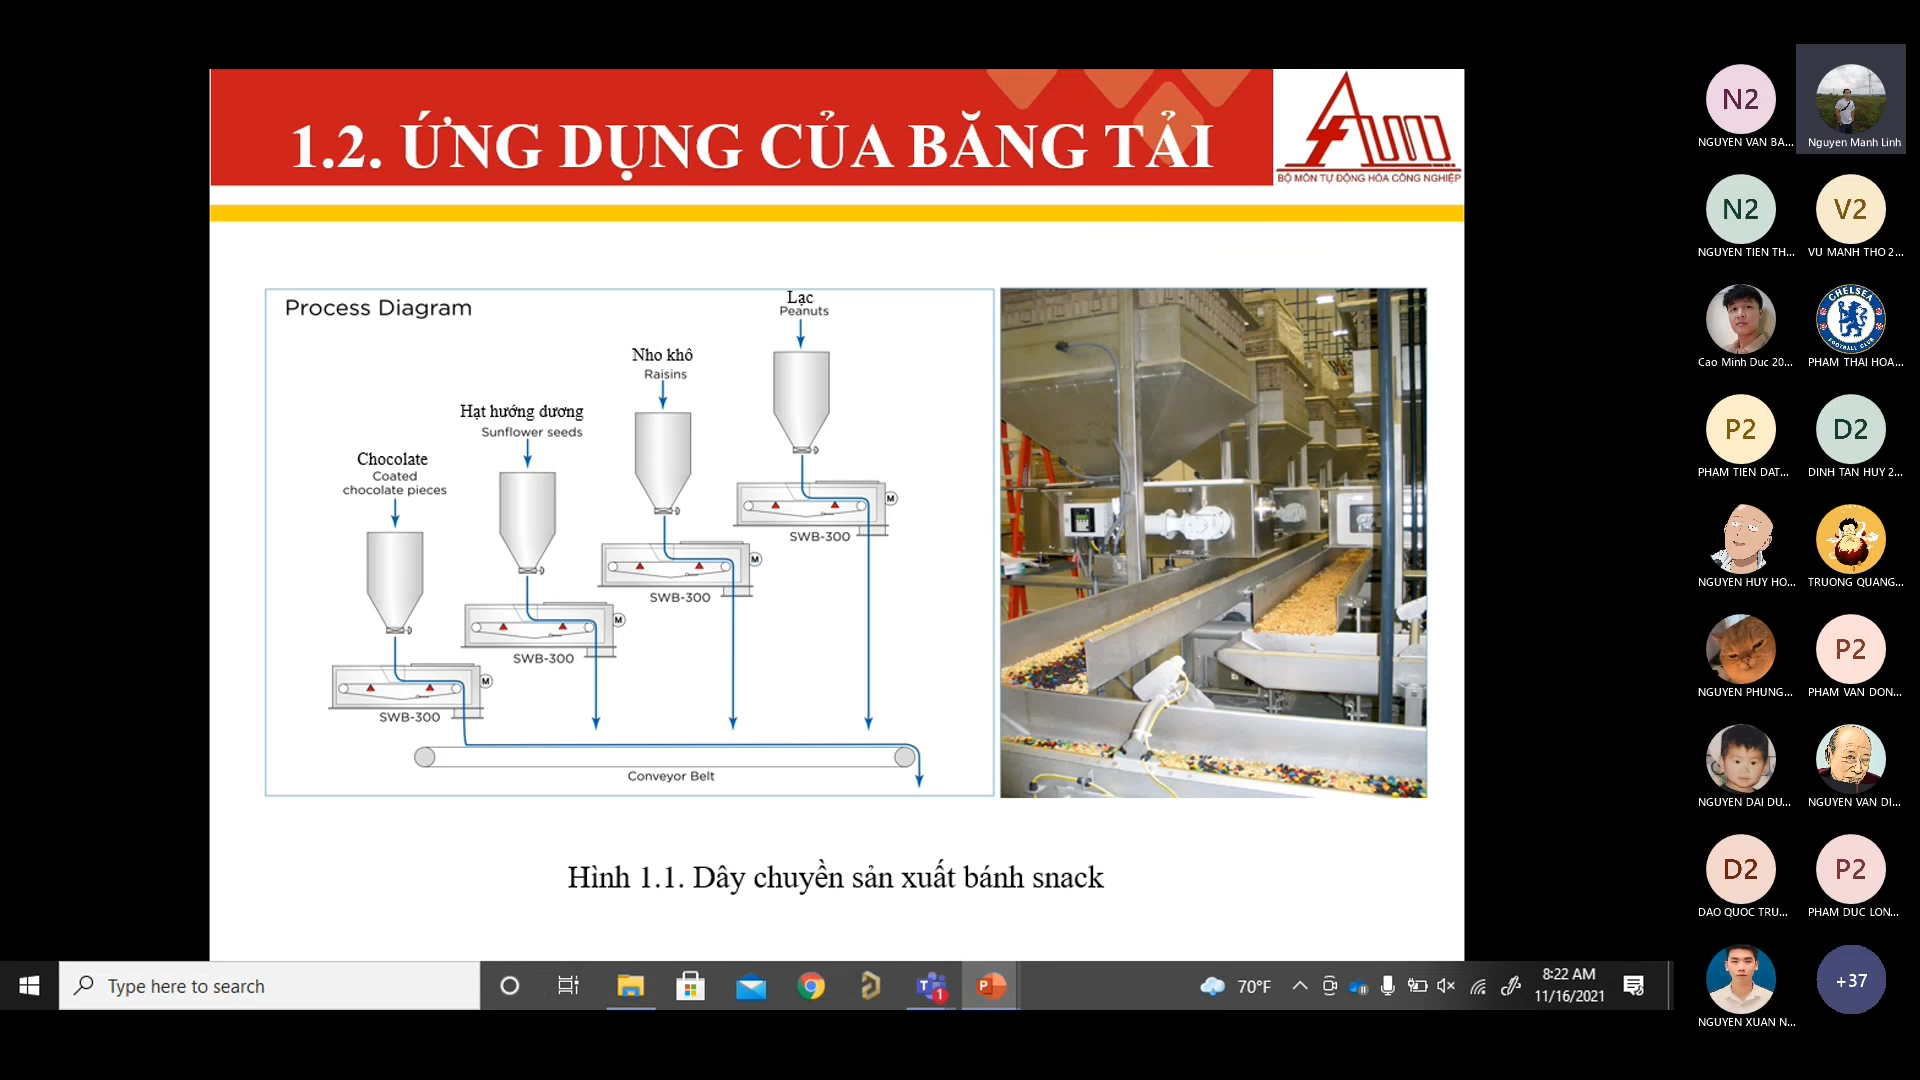 1.2. ỨNG DỤNG CỦA BĂNG TẢI
BỘ MÔN TỰ ĐỘNG HÓA CÔNG NGHIỆP
Process Diagram
Lạc
Peanuts
Nho khô
Raisins
Hạt hướng dương
Sunflower seeds
Chocolate
Coated
chocolate pieces
M
SWB-300
M
SWB-300
M
SWB-300
M
SWB-300
Conveyor Belt
Hình 1.1. Dây chuyền sản xuất bánh snack
Type here to search
70°F
8:22 AM
11/16/2021
N2
NGUYEN VAN BA...
Nguyen Manh Linh
N2
NGUYEN TIEN TH...
V2
VU MANH THO 2...
Cao Minh Duc 20...
CHELSEA
FOOTBALL CLUB
PHAM THAI HOA...
P2
PHAM TIEN DAT...
D2
DINH TAN HUY 2...
NGUYEN HUY HO...
TRUONG QUANG...
NGUYEN PHUNG...
P2
PHAM VAN DON...
NGUYEN DAI DU...
NGUYEN VAN DI...
D2
DAO QUOC TRU...
P2
PHAM DUC LON...
NGUYEN XUAN N...
+37